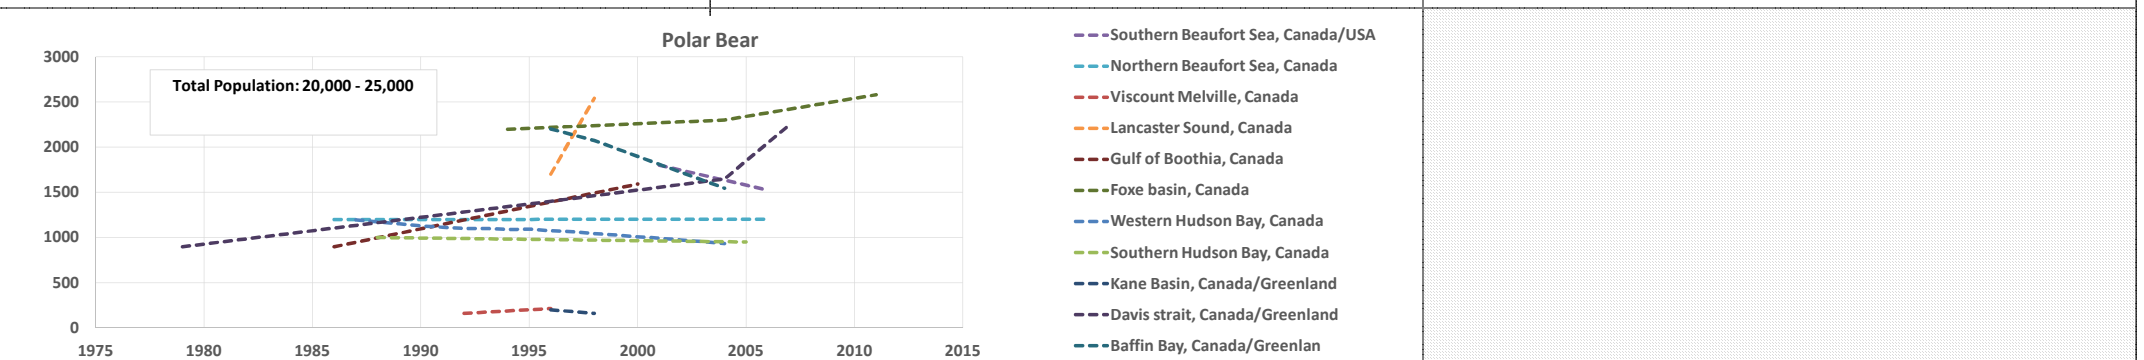 Polar Bear
Total Population: 20,000 - 25,000
3000
2500
2000
1500
1000
500
0
1975 1980 1985 1990 1995 2000 2005 2010 2015
Southern Beaufort Sea, Canada/USA
Northern Beaufort Sea, Canada
Viscount Melville, Canada
Lancaster Sound, Canada
Gulf of Boothia, Canada
Foxe basin, Canada
Western Hudson Bay, Canada
Southern Hudson Bay, Canada
Kane Basin, Canada/Greenland
Davis strait, Canada/Greenland
Baffin Bay, Canada/Greenlan